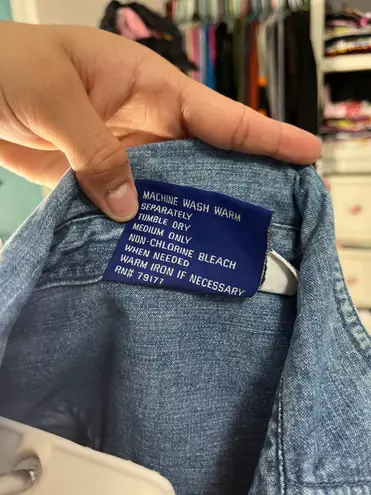 MACHINE WASH WARM
SEPARATELY
TUMBLE DRY
MEDIUM ONLY
NON-CHLORINE BLEACH
WHEN NEEDED
WARM IRON IF NECESSARY
RN# 79177